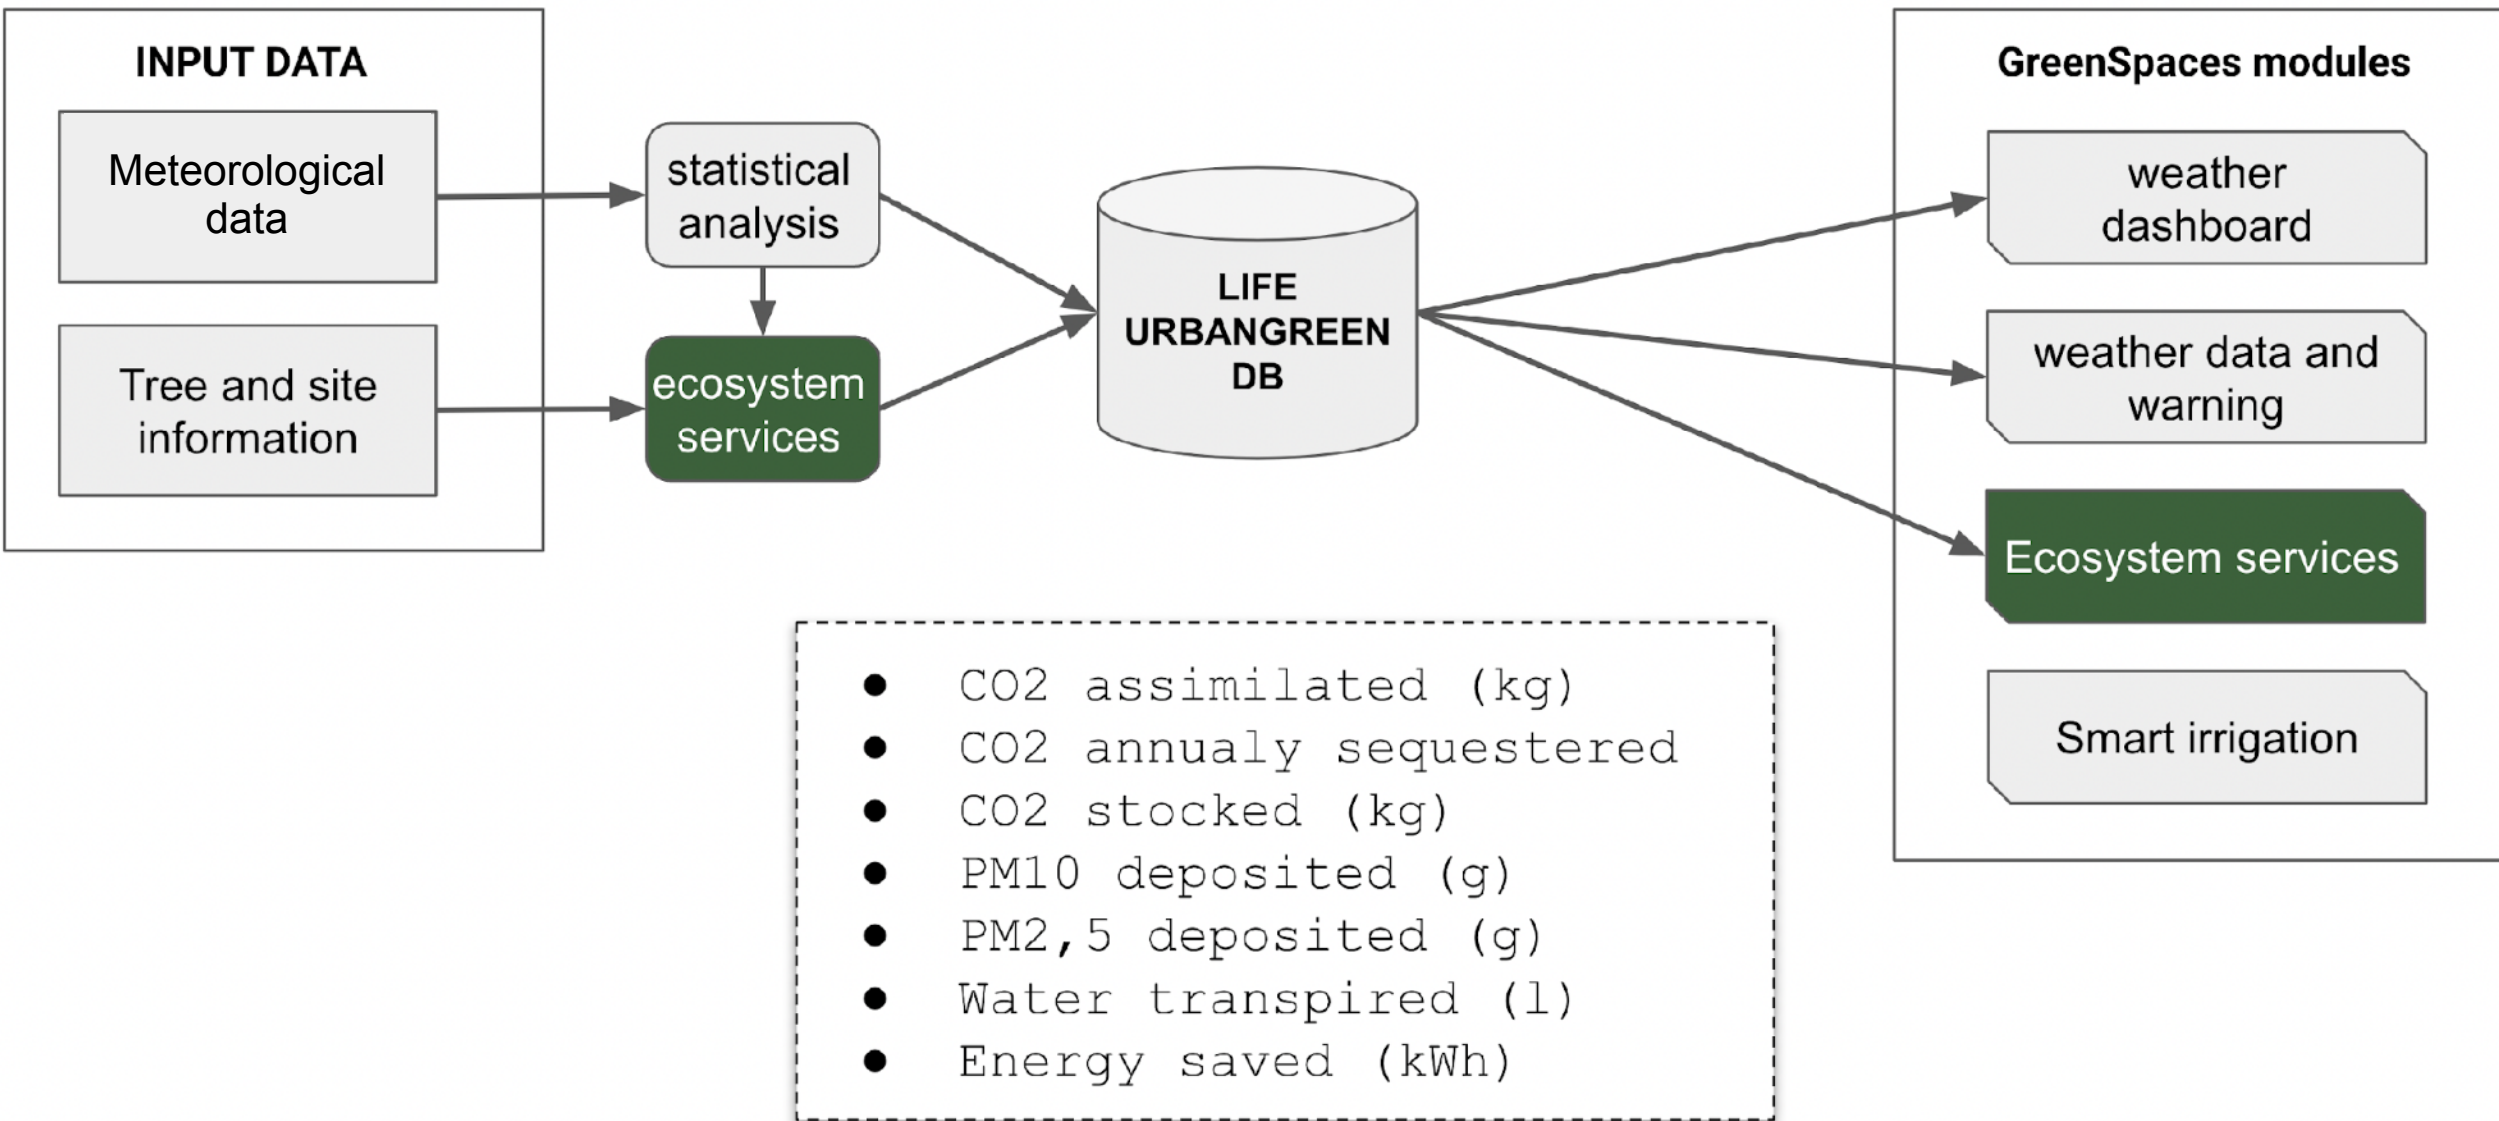 INPUT DATA
Meteorological
data
Tree and site
information
statistical
analysis
ecosystem
services
LIFE
URBANGREEN
DB
GreenSpaces modules
weather
dashboard
weather data and
warning
Ecosystem services
Smart irrigation
● CO2 assimilated (kg)
● CO2 annualy sequestered
● CO2 stocked (kg)
● PM10 deposited (g)
● PM2,5 deposited (g)
● Water transpired (l)
● Energy saved (kWh)